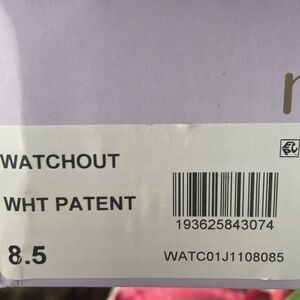 WATCHOUT
WHT PATENT
193625843074
8.5
WATC01J1108085